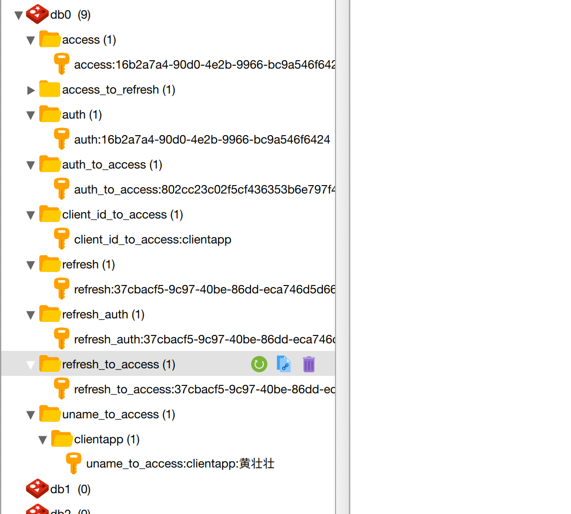 db0 (9)
access (1)
access:16b2a7a4-90d0-4e2b-9966-bc9a546f642
access_to_refresh (1)
auth (1)
auth:16b2a7a4-90d0-4e2b-9966-bc9a546f6424
auth_to_access (1)
auth_to_access:802cc23c02f5cf436353b6e797f4
client_id_to_access (1)
client_id_to_access:clientapp
refresh (1)
refresh:37cbacf5-9c97-40be-86dd-eca746d5d66
refresh_auth (1)
refresh_auth:37cbacf5-9c97-40be-86dd-eca746d
refresh_to_access (1)
refresh_to_access:37cbacf5-9c97-40be-86dd-ec
uname_to_access (1)
clientapp (1)
uname_to_access:clientapp:黄壮壮
db1 (0)
db2 (0)